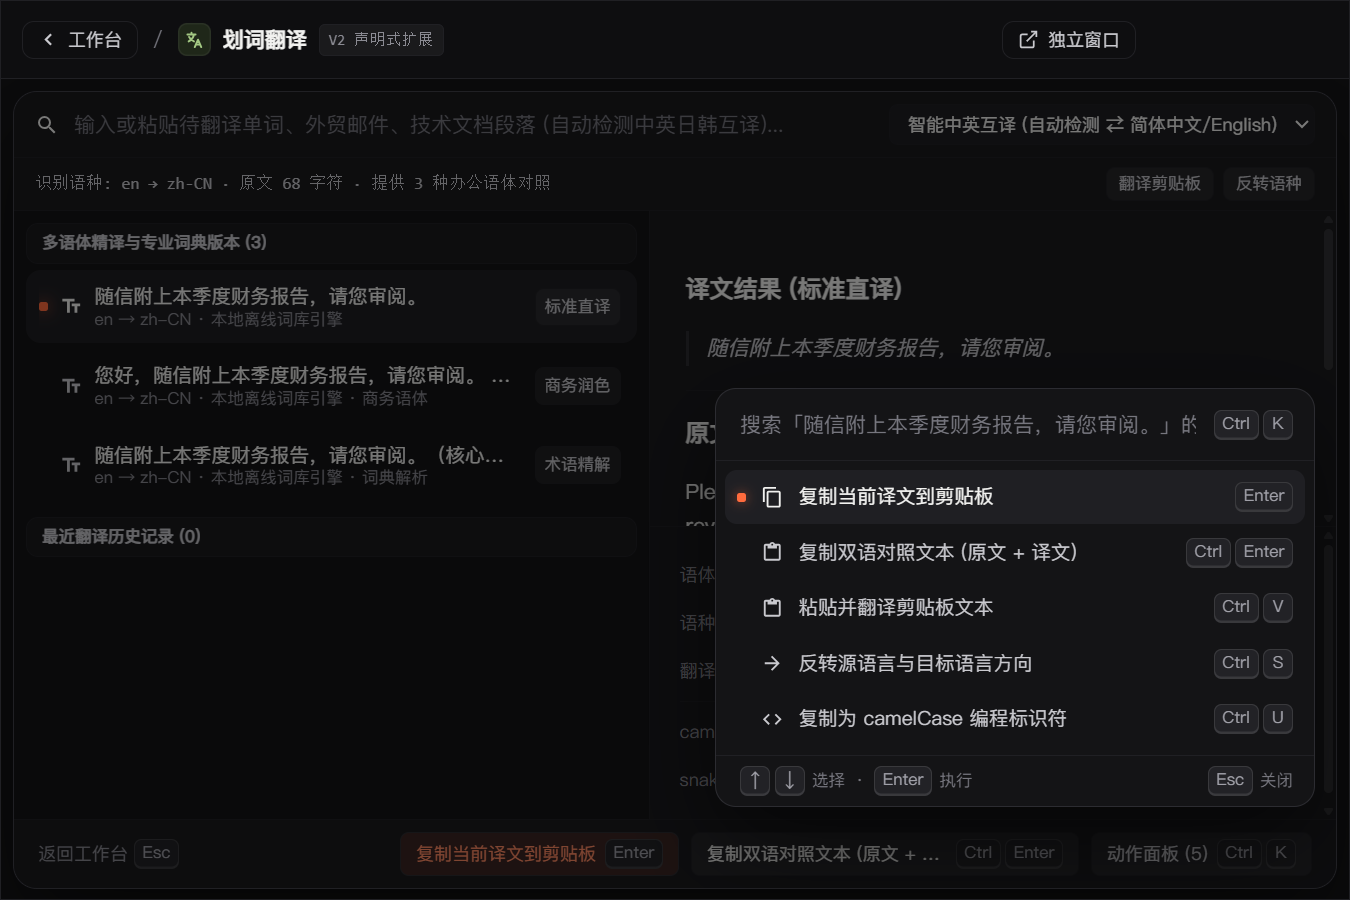 工作台 / 划词翻译 V2 声明式扩展 独立窗口
输入或粘贴待翻译单词、外贸邮件、技术文档段落 (自动检测中英日韩互译)... 智能中英互译 (自动检测 ⇄ 简体中文/English)
识别语种: en → zh-CN · 原文 68 字符 · 提供 3 种办公语体对照 翻译剪贴板 反转语种
多语体精译与专业词典版本 (3)
随信附上本季度财务报告，请您审阅。
en → zh-CN · 本地离线词库引擎
标准直译
您好，随信附上本季度财务报告，请您审阅。 ...
en → zh-CN · 本地离线词库引擎 · 商务语体
商务润色
随信附上本季度财务报告，请您审阅。（核心...
en → zh-CN · 本地离线词库引擎 · 词典解析
术语精解
最近翻译历史记录 (0)
译文结果 (标准直译)
随信附上本季度财务报告，请您审阅。
原
Ple
语体
语种
翻译
cam
snak
搜索「随信附上本季度财务报告，请您审阅。」的 Ctrl K
复制当前译文到剪贴板 Enter
复制双语对照文本 (原文 + 译文) Ctrl Enter
粘贴并翻译剪贴板文本 Ctrl V
反转源语言与目标语言方向 Ctrl S
复制为 camelCase 编程标识符 Ctrl U
↑ ↓ 选择 · Enter 执行 Esc 关闭
返回工作台 Esc 复制当前译文到剪贴板 Enter 复制双语对照文本 (原文 + ... Ctrl Enter 动作面板 (5) Ctrl K